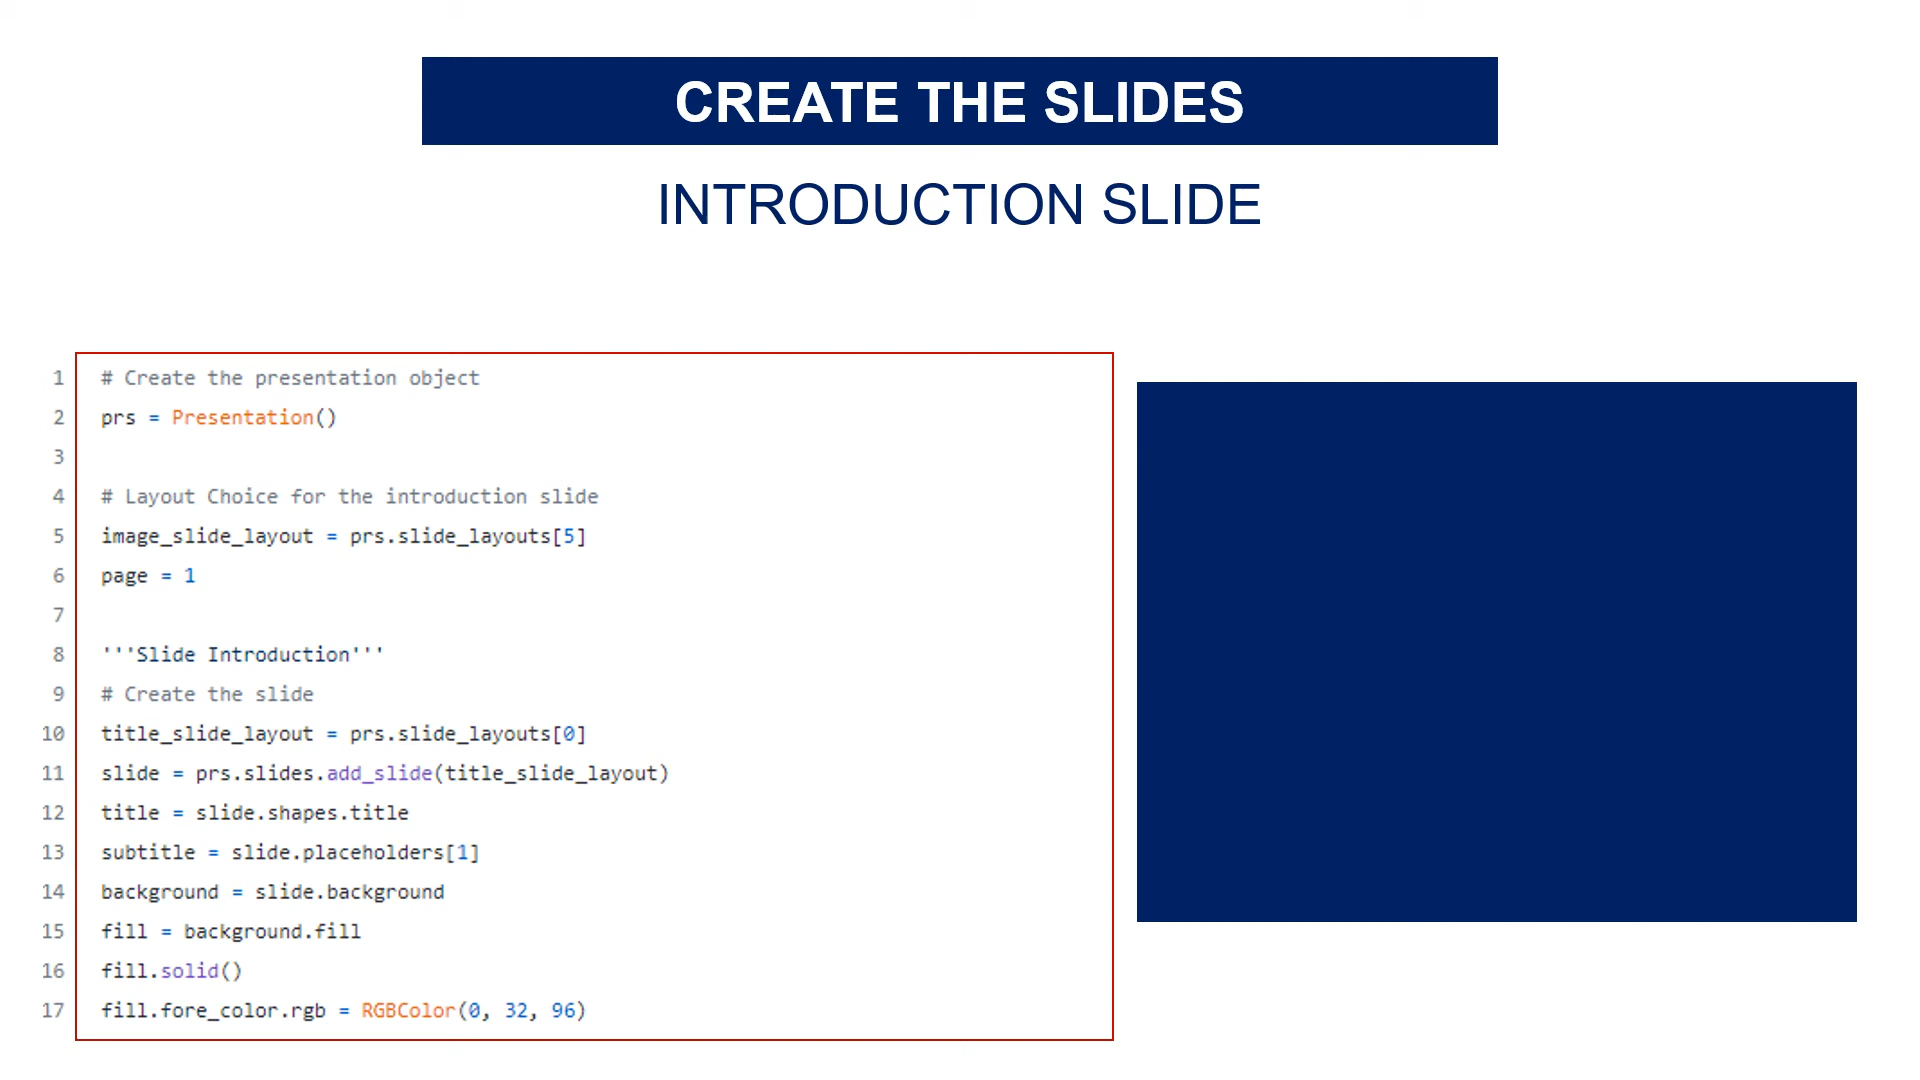 CREATE THE SLIDES
INTRODUCTION SLIDE
1 # Create the presentation object
2 prs = Presentation()
3
4 # Layout Choice for the introduction slide
5 image_slide_layout = prs.slide_layouts[5]
6 page = 1
7
8 '''Slide Introduction'''
9 # Create the slide
10 title_slide_layout = prs.slide_layouts[0]
11 slide = prs.slides.add_slide(title_slide_layout)
12 title = slide.shapes.title
13 subtitle = slide.placeholders[1]
14 background = slide.background
15 fill = background.fill
16 fill.solid()
17 fill.fore_color.rgb = RGBColor(0, 32, 96)